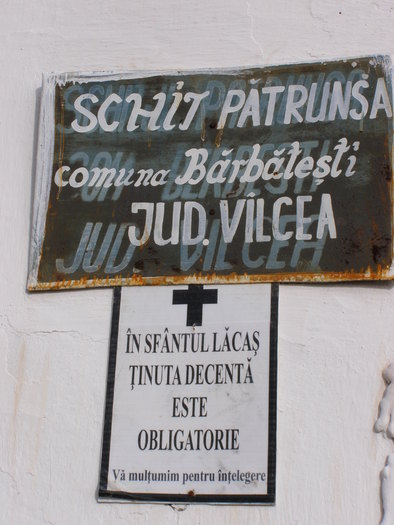 SCHIT PĂTRUNSA
comuna Bărbătești
JUD. VÎLCEA
ÎN SFÂNTUL LĂCAȘ
ȚINUTA DECENTĂ
ESTE
OBLIGATORIE
Vă mulțumim pentru înțelegere